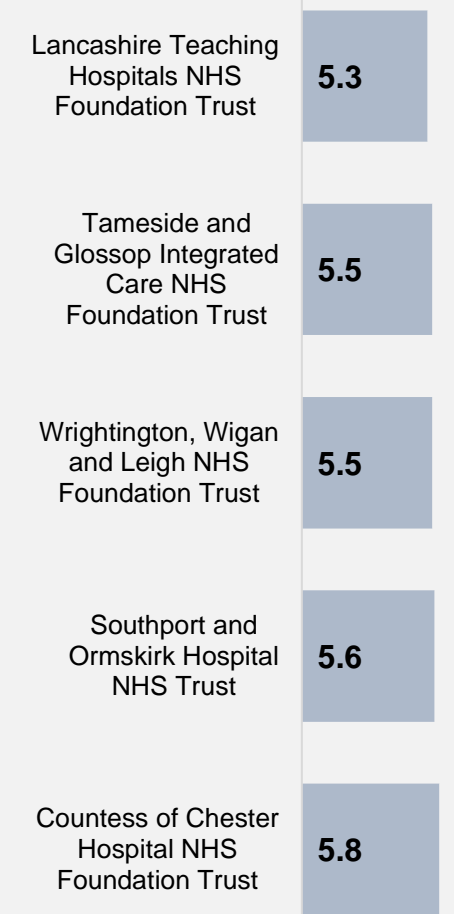 Lancashire Teaching
Hospitals NHS
Foundation Trust
5.3
Tameside and
Glossop Integrated
Care NHS
Foundation Trust
5.5
Wrightington, Wigan
and Leigh NHS
Foundation Trust
5.5
Southport and
Ormskirk Hospital
NHS Trust
5.6
Countess of Chester
Hospital NHS
Foundation Trust
5.8